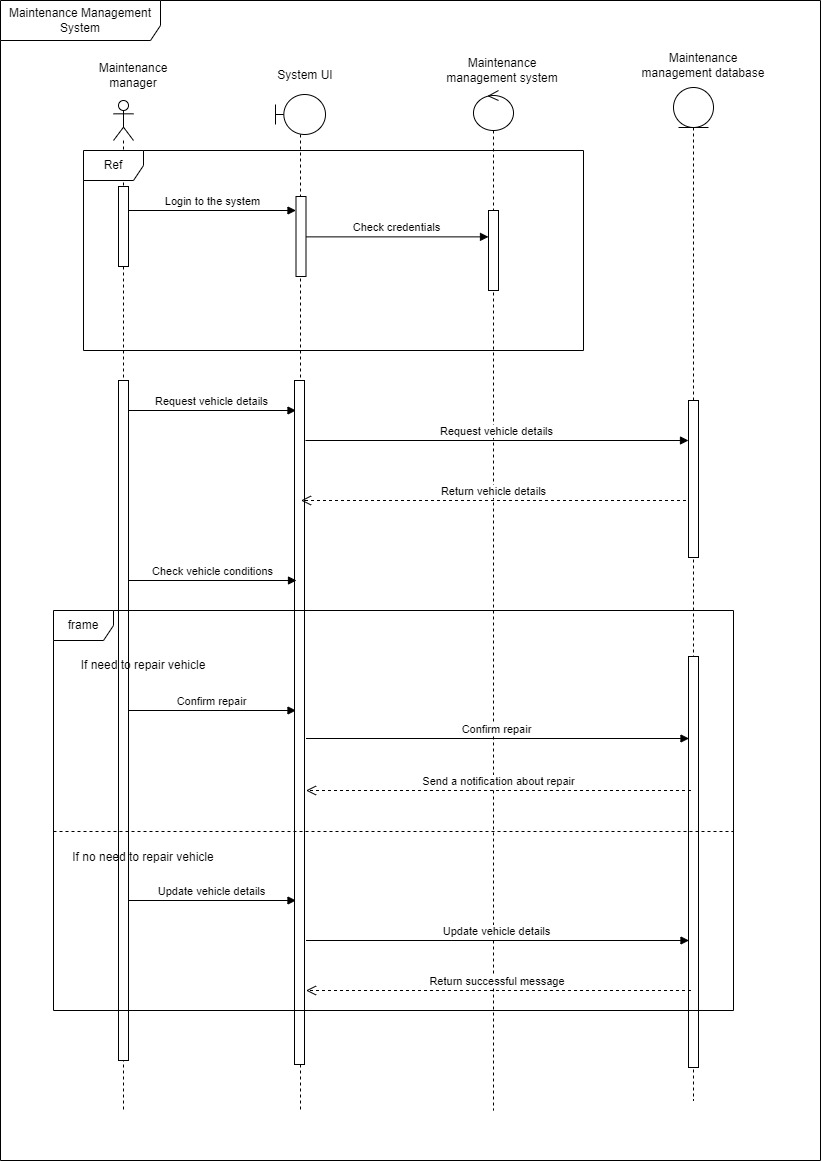 Maintenance Management
System
Maintenance
manager
System UI
Maintenance
management system
Maintenance
management database
Ref
Login to the system
Check credentials
Request vehicle details
Request vehicle details
Return vehicle details
Check vehicle conditions
frame
If need to repair vehicle
Confirm repair
Confirm repair
Send a notification about repair
If no need to repair vehicle
Update vehicle details
Update vehicle details
Return successful message